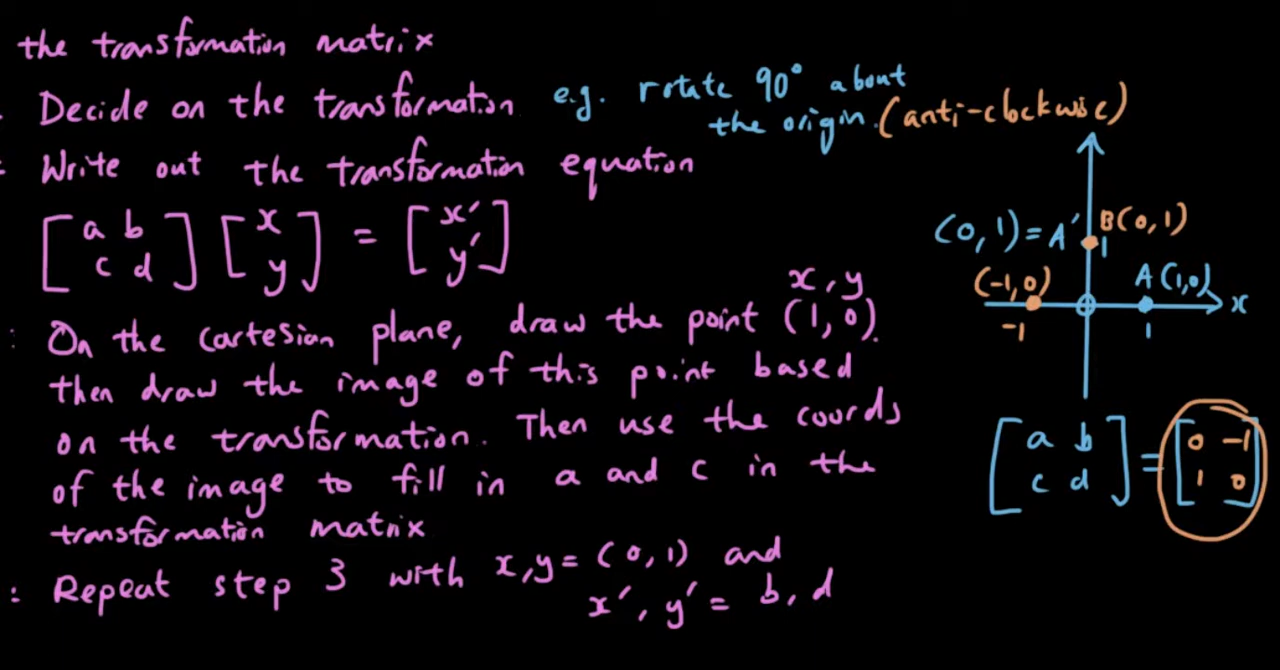 the transformation matrix
Decide on the transformation e.g. rotate 90° about
the origin. (anti-clockwise)
: Write out the transformation equation
[a b c d] [x y] = [x' y']
x, y
: On the cartesian plane, draw the point (1, 0).
then draw the image of this point based
on the transformation. Then use the coords
of the image to fill in a and c in the
transformation matrix
: Repeat step 3 with x,y = (0, 1) and
x', y' = b, d
(0, 1) = A' B(0, 1)
1
(-1, 0) A(1,0)
x
-1 1
[a b c d] = [0 -1 1 0]